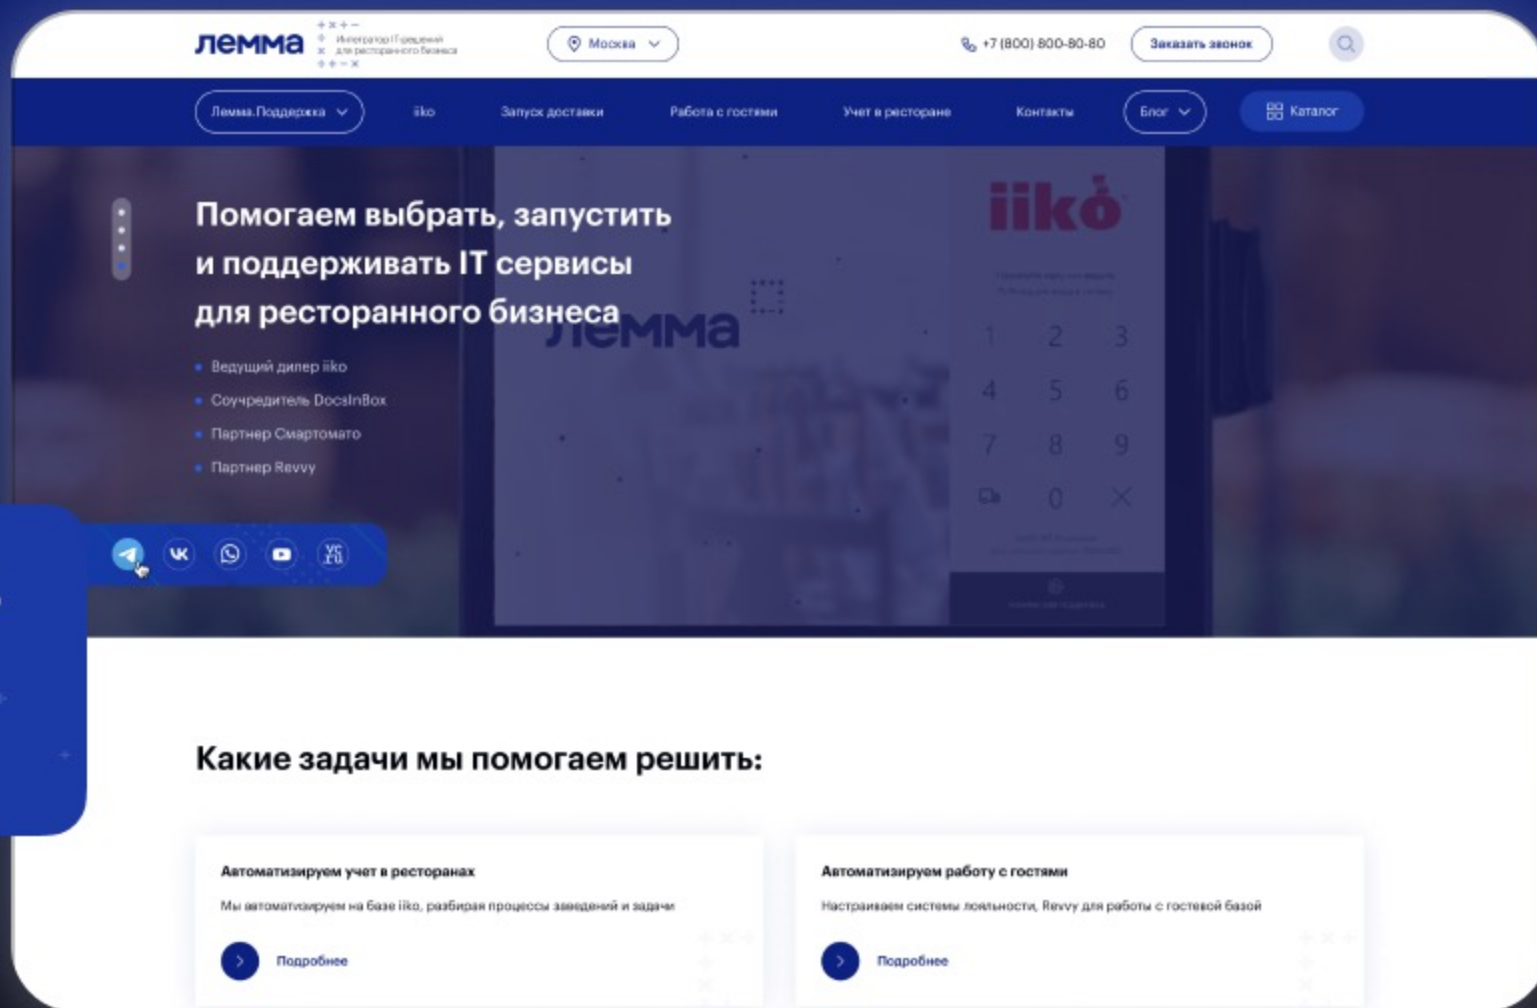 лемма
Интегратор IT-решений
для ресторанного бизнеса
Москва
+7 (800) 800-80-80
Заказать звонок
Лемма.Поддержка
iiko
Запуск доставки
Работа с гостями
Учет в ресторане
Контакты
Блог
Каталог
Помогаем выбрать, запустить
и поддерживать IT сервисы
для ресторанного бизнеса
Ведущий дилер iiko
Соучредитель DocsInBox
Партнер Смартомато
Партнер Revvy
лемма
iiko
1 2 3
4 5 6
7 8 9
0
VK
vc.ru
Какие задачи мы помогаем решить:
Автоматизируем учет в ресторанах
Мы автоматизируем на базе iiko, разбирая процессы заведений и задачи
Подробнее
Автоматизируем работу с гостями
Настраиваем системы лояльности, Revvy для работы с гостевой базой
Подробнее